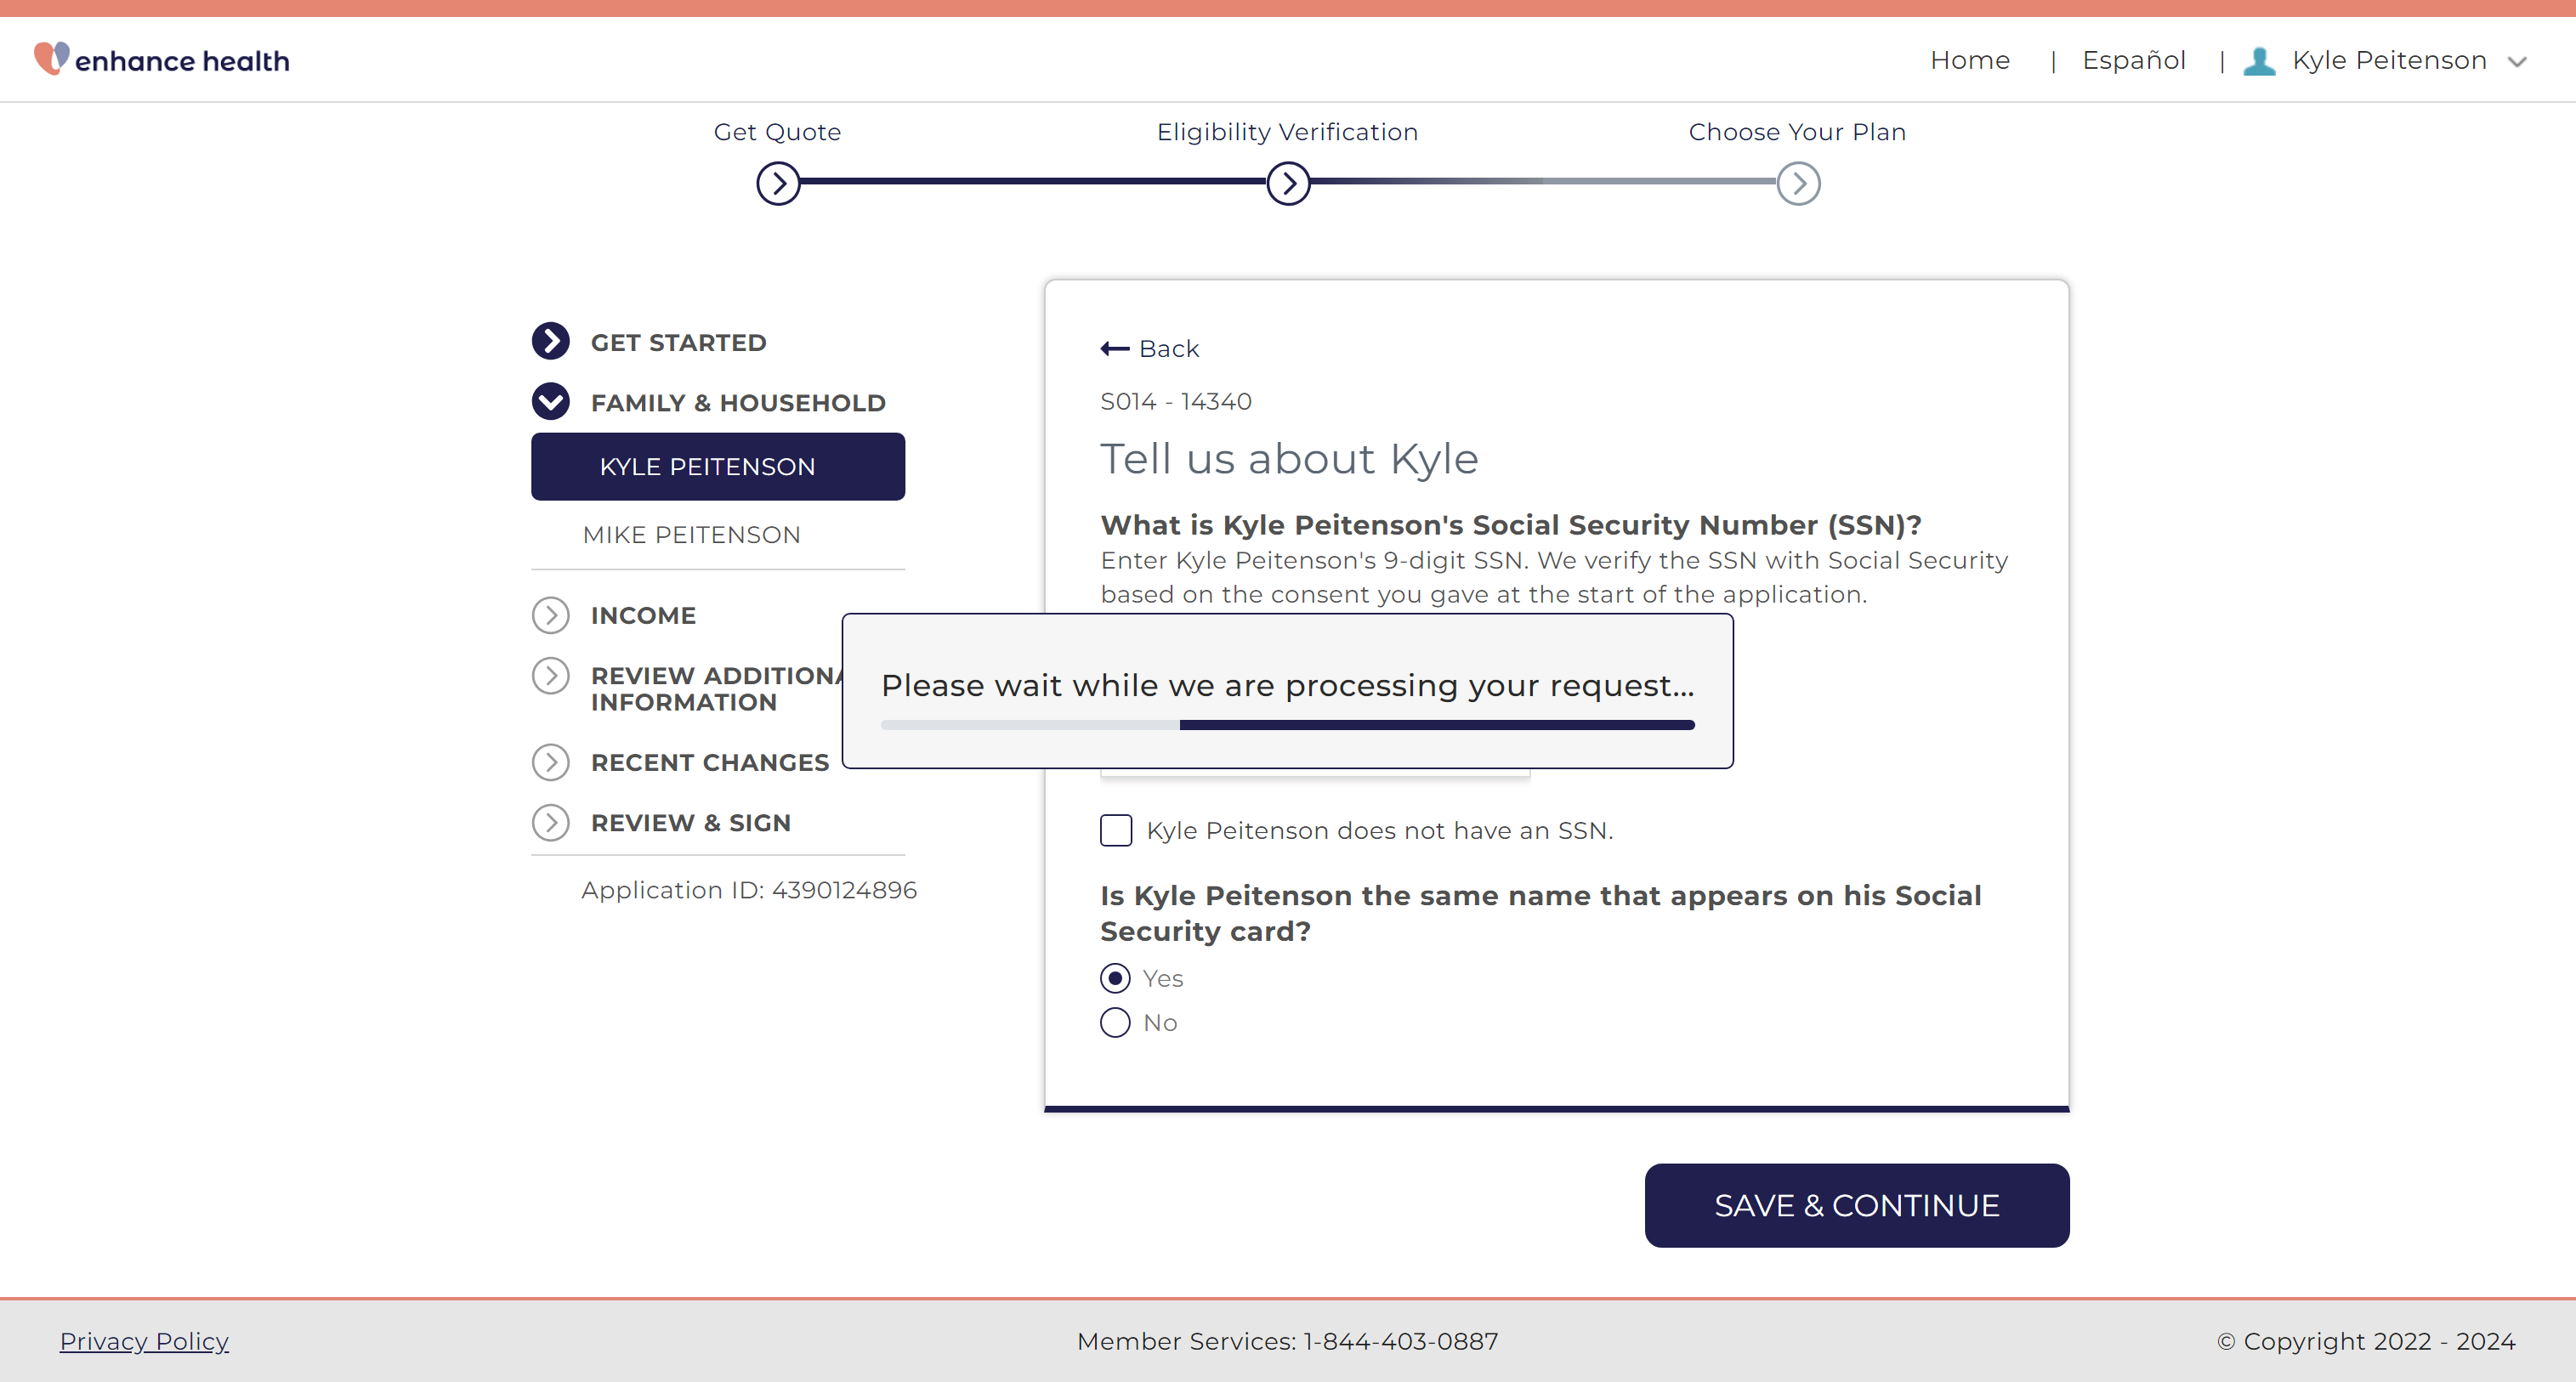 enhance health
Home | Español | Kyle Peitenson
Get Quote
Eligibility Verification
Choose Your Plan
GET STARTED
FAMILY & HOUSEHOLD
KYLE PEITENSON
MIKE PEITENSON
INCOME
REVIEW ADDITIONA
INFORMATION
RECENT CHANGES
REVIEW & SIGN
Application ID: 4390124896
Back
S014 - 14340
Tell us about Kyle
What is Kyle Peitenson's Social Security Number (SSN)?
Enter Kyle Peitenson's 9-digit SSN. We verify the SSN with Social Security
based on the consent you gave at the start of the application.
Please wait while we are processing your request...
Kyle Peitenson does not have an SSN.
Is Kyle Peitenson the same name that appears on his Social
Security card?
Yes
No
SAVE & CONTINUE
Privacy Policy
Member Services: 1-844-403-0887
© Copyright 2022 - 2024